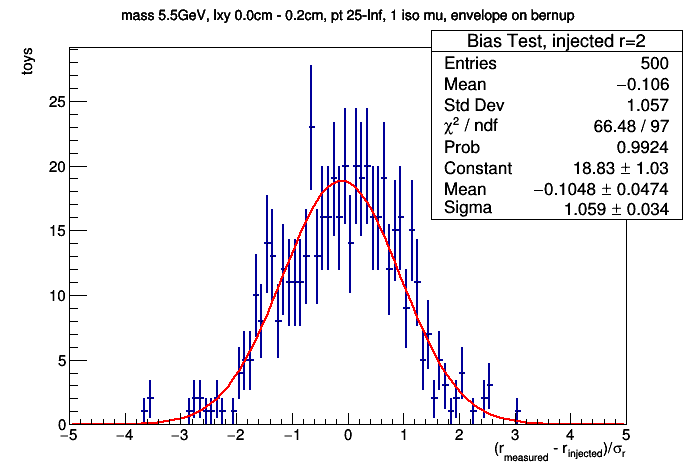 mass 5.5GeV, lxy 0.0cm - 0.2cm, pt 25-Inf, 1 iso mu, envelope on bernup
Bias Test, injected r=2
Entries 500
Mean −0.106
Std Dev 1.057
χ² / ndf 66.48 / 97
Prob 0.9924
Constant 18.83 ± 1.03
Mean −0.1048 ± 0.0474
Sigma 1.059 ± 0.034
toys
25
20
15
10
5
0
−5 −4 −3 −2 −1 0 1 2 3 4 5
(r_measured - r_injected)/σ_r